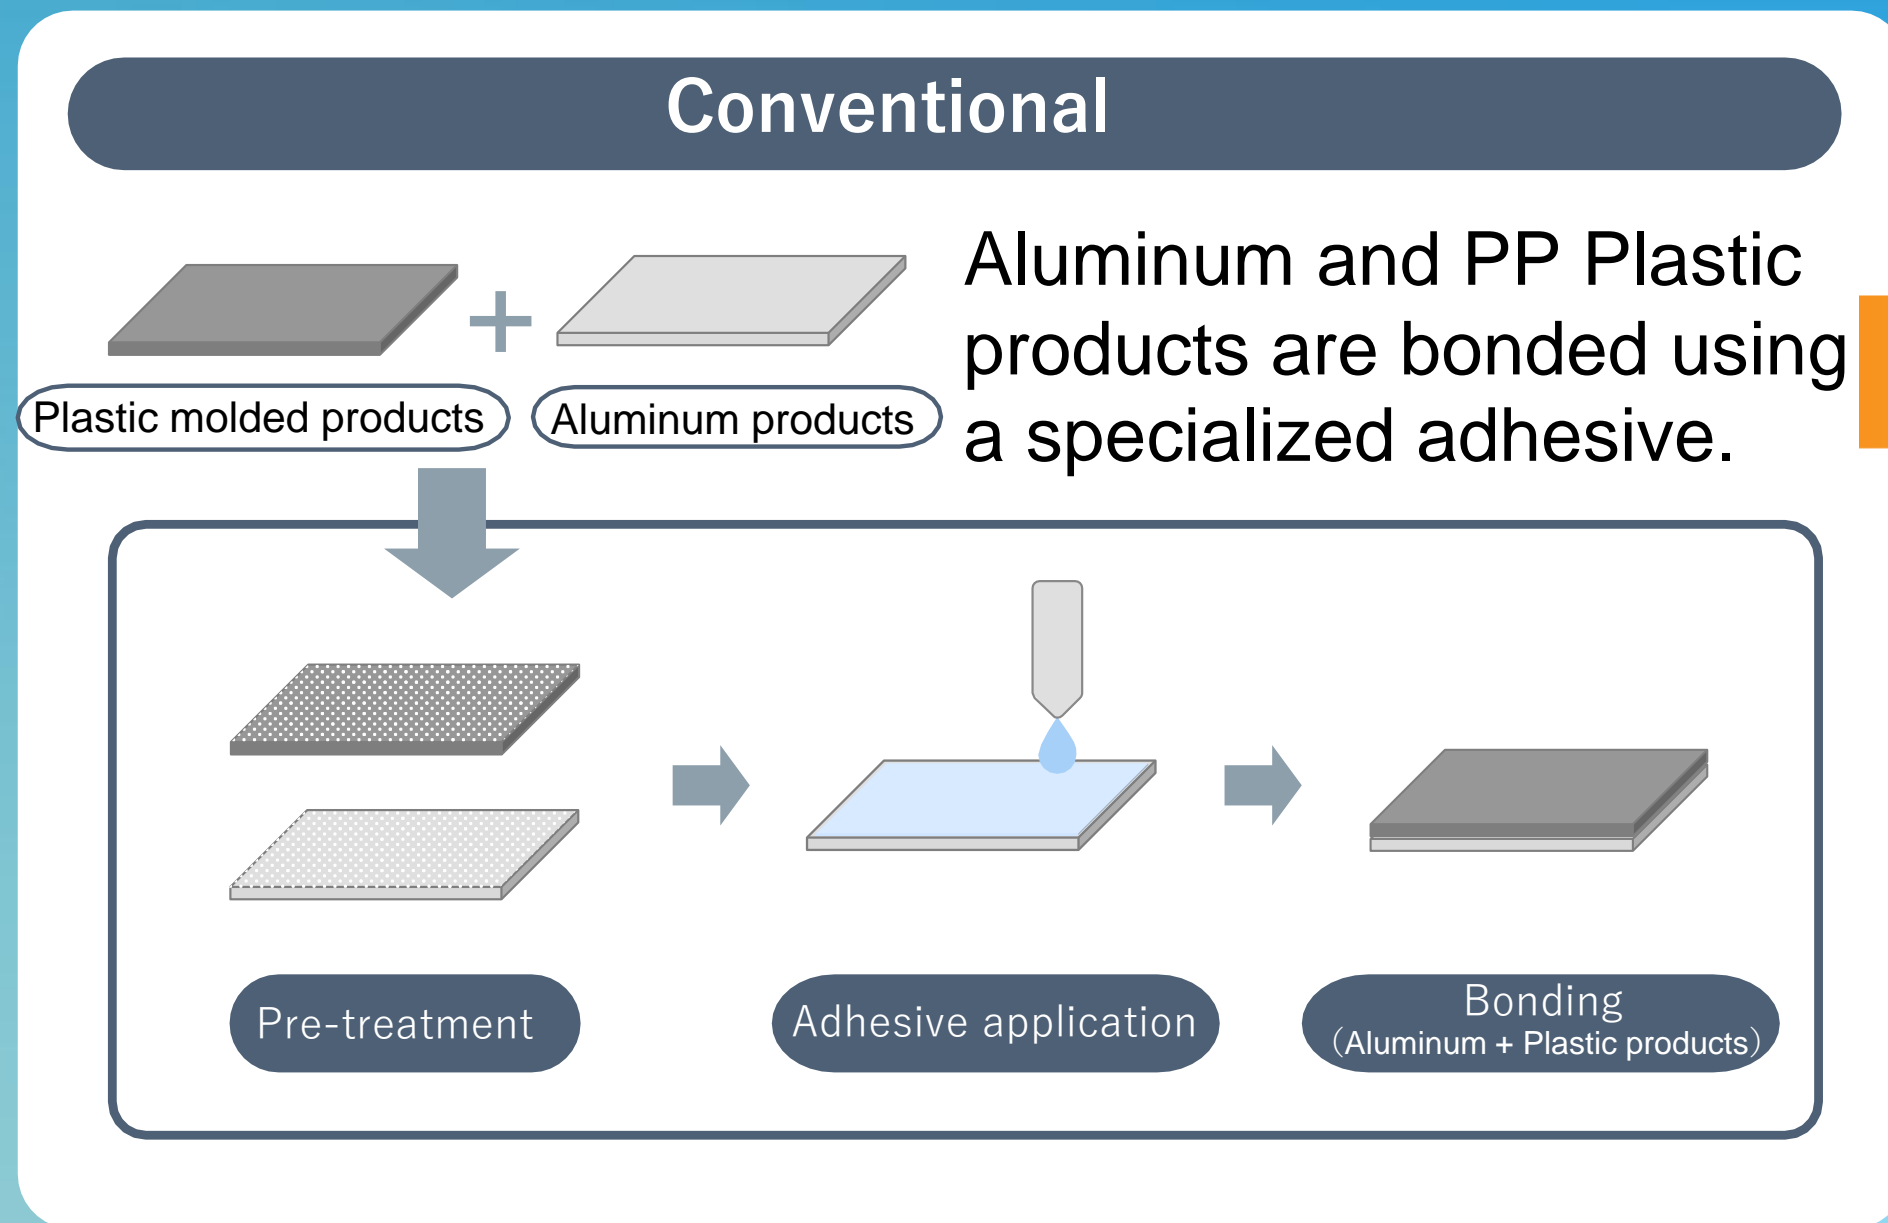 Conventional
Aluminum and PP Plastic
products are bonded using
a specialized adhesive.
Plastic molded products
Aluminum products
Pre-treatment
Adhesive application
Bonding
（Aluminum + Plastic products）